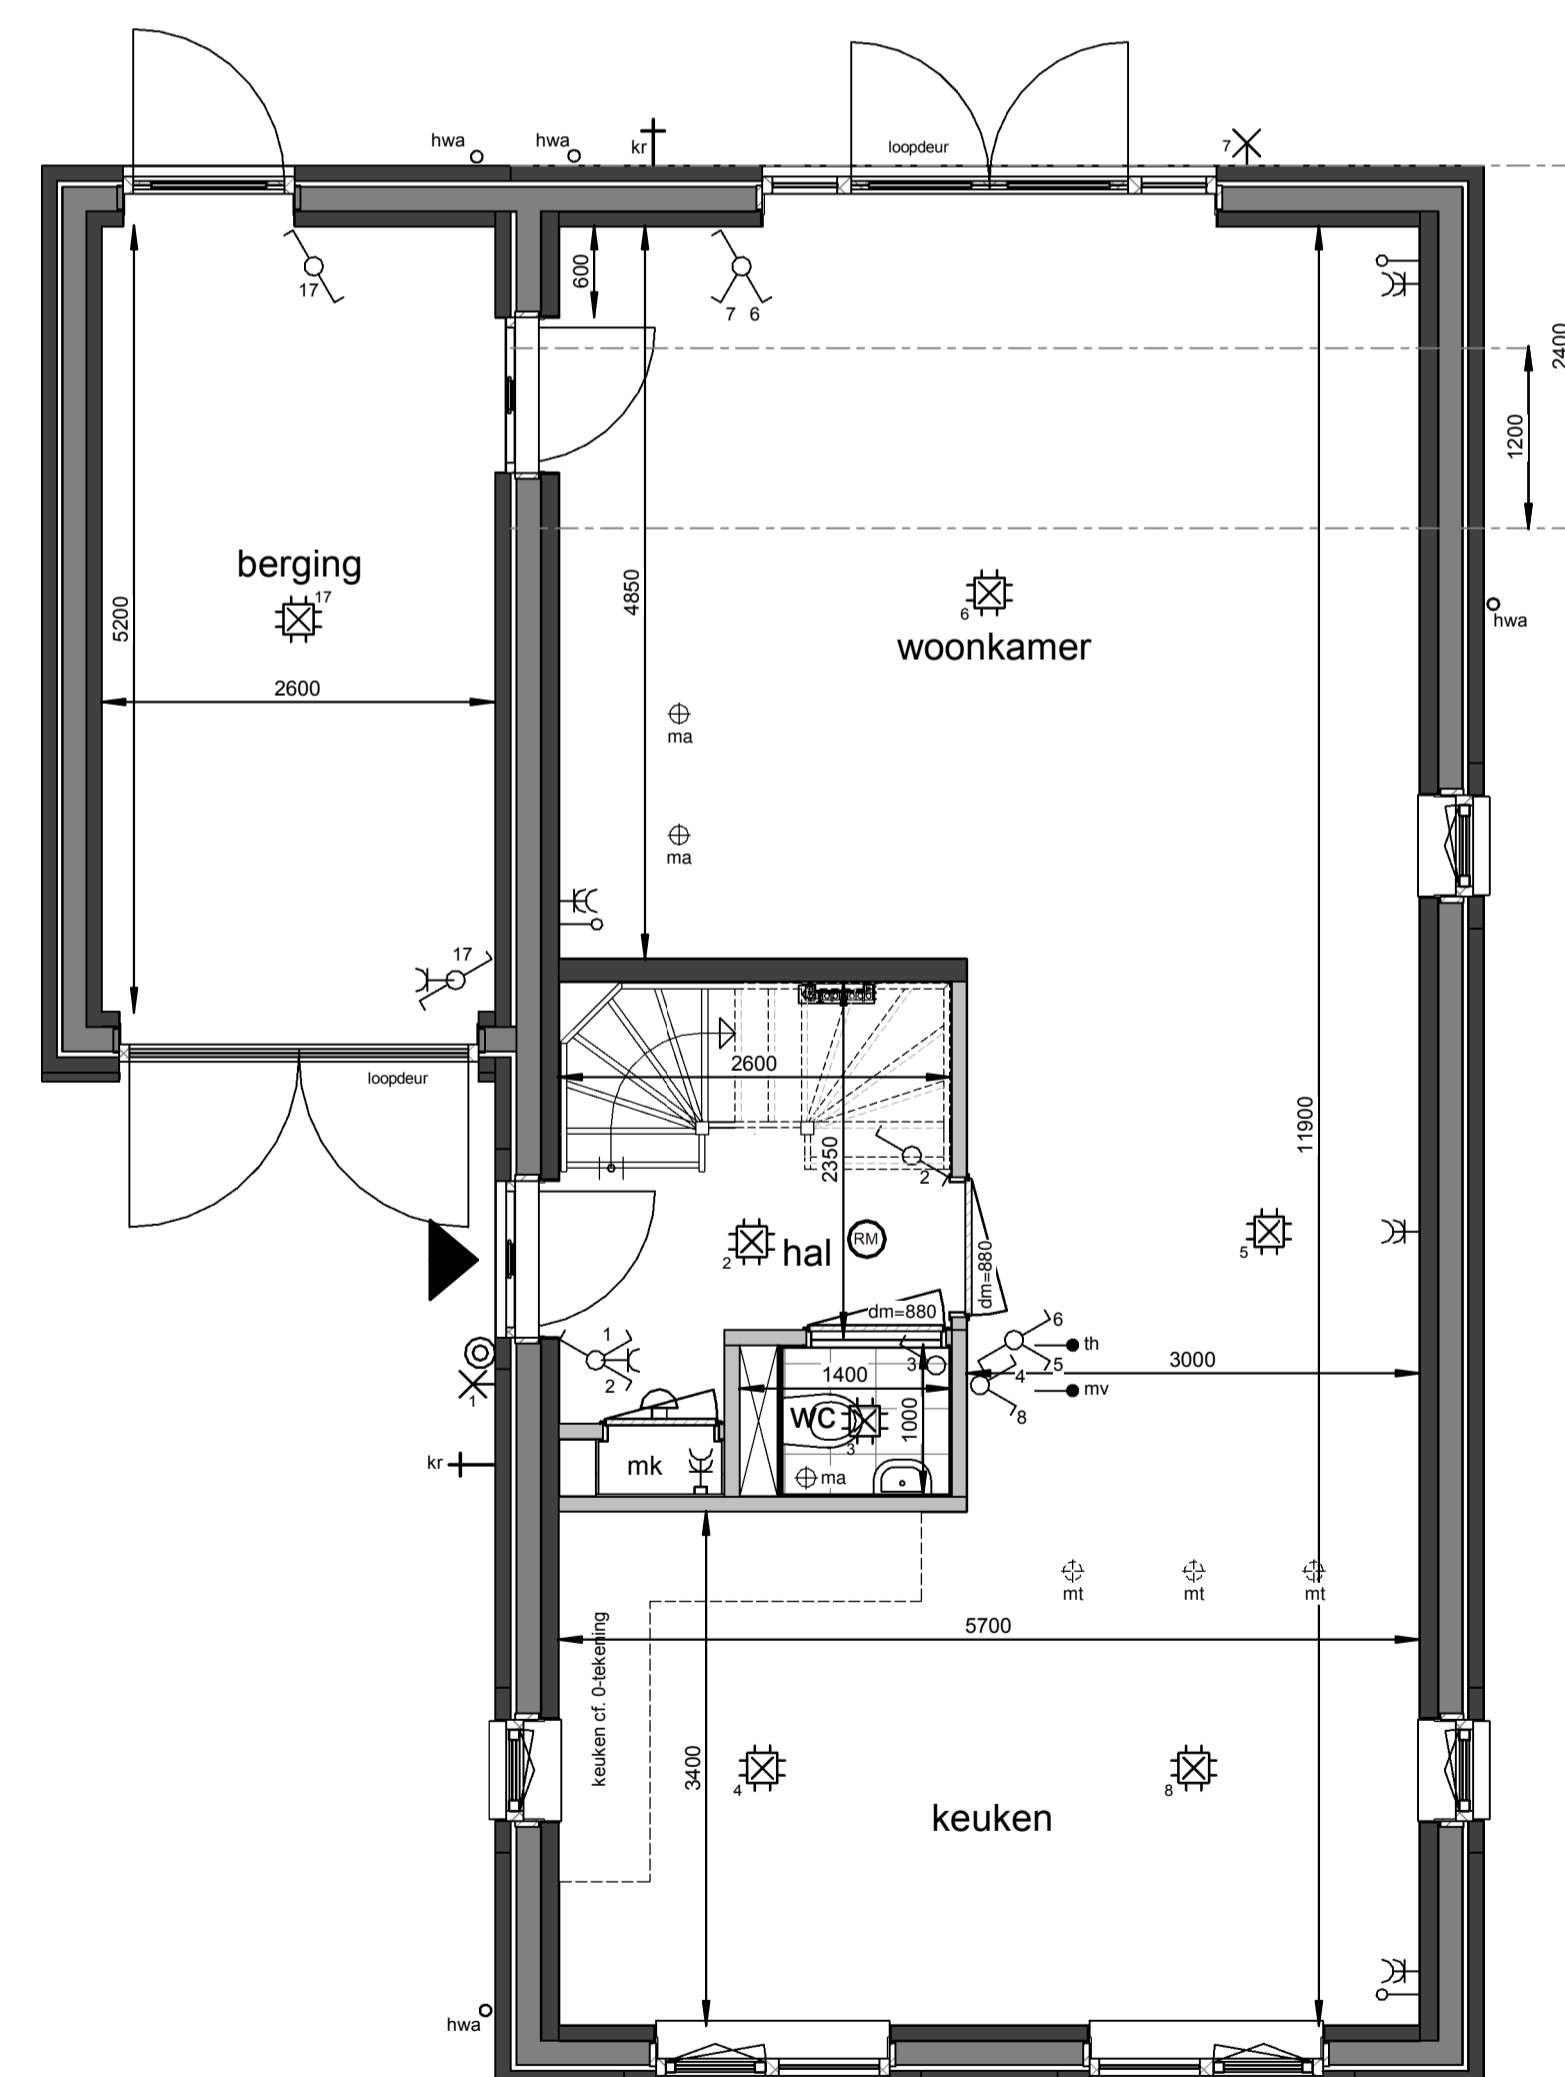 hwa
hwa
kr
loopdeur
7
17
600
7 6
2400
1200
berging
17
5200
4850
6
woonkamer
hwa
2600
ma
ma
17
loopdeur
2600
2350
11900
2
2
hal
RM
5
dm=880
dm=880
1
2
3
6
th
5
4
mv
8
3000
1400
1
wc
3
1000
kr
mk
ma
mt
mt
mt
keuken cf. 0-tekening
5700
3400
4
8
keuken
hwa